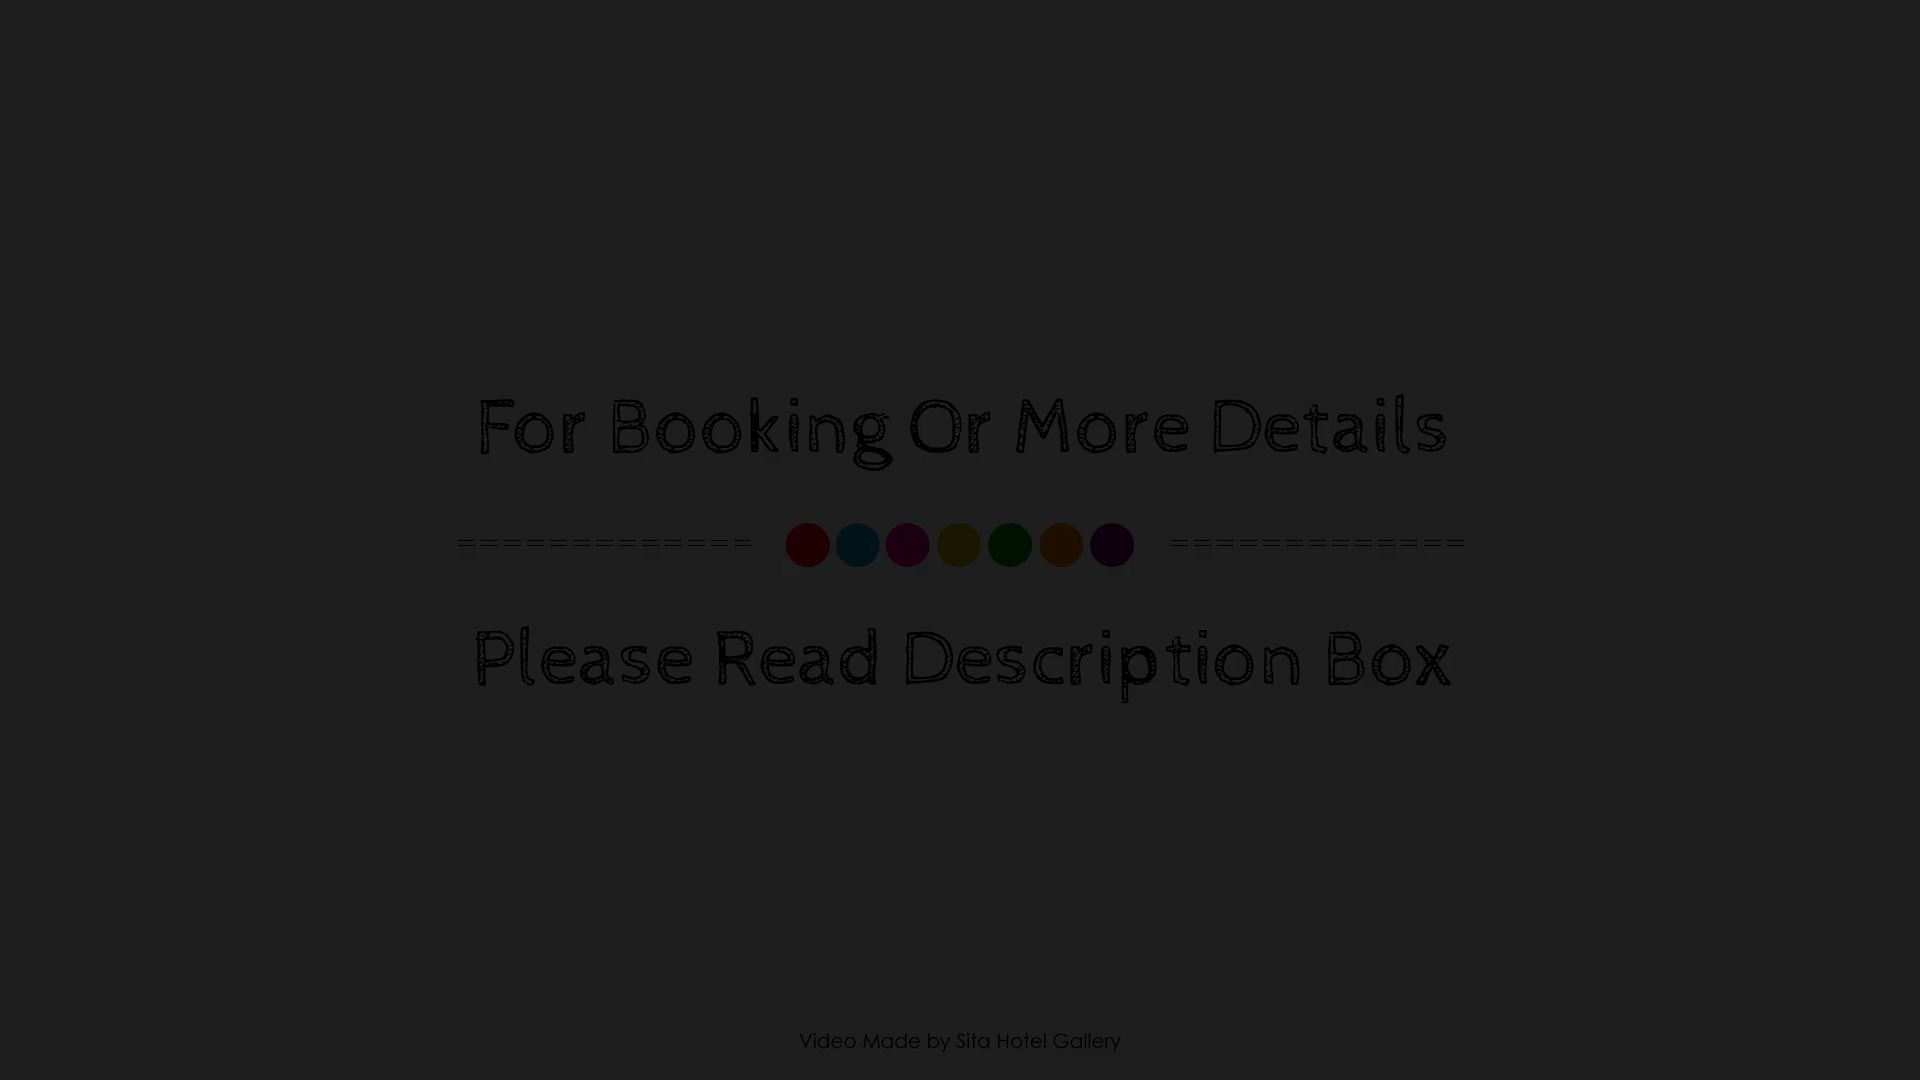 For Booking Or More Details
============= =============
Please Read Description Box
Video Made by Sita Hotel Gallery